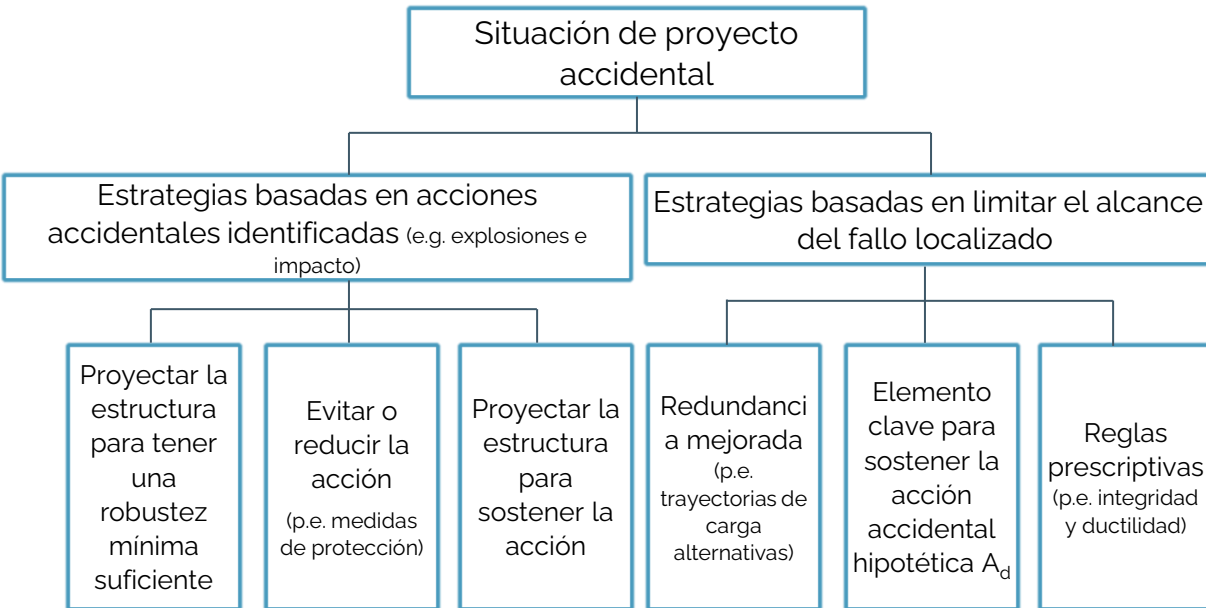 Situación de proyecto
accidental
Estrategias basadas en acciones
accidentales identificadas (e.g. explosiones e
impacto)
Estrategias basadas en limitar el alcance
del fallo localizado
Proyectar la
estructura
para tener
una
robustez
mínima
suficiente
Evitar o
reducir la
acción
(p.e. medidas
de protección)
Proyectar la
estructura
para
sostener la
acción
Redundanci
a mejorada
(p.e.
trayectorias de
carga
alternativas)
Elemento
clave para
sostener la
acción
accidental
hipotética Ad
Reglas
prescriptivas
(p.e. integridad
y ductilidad)